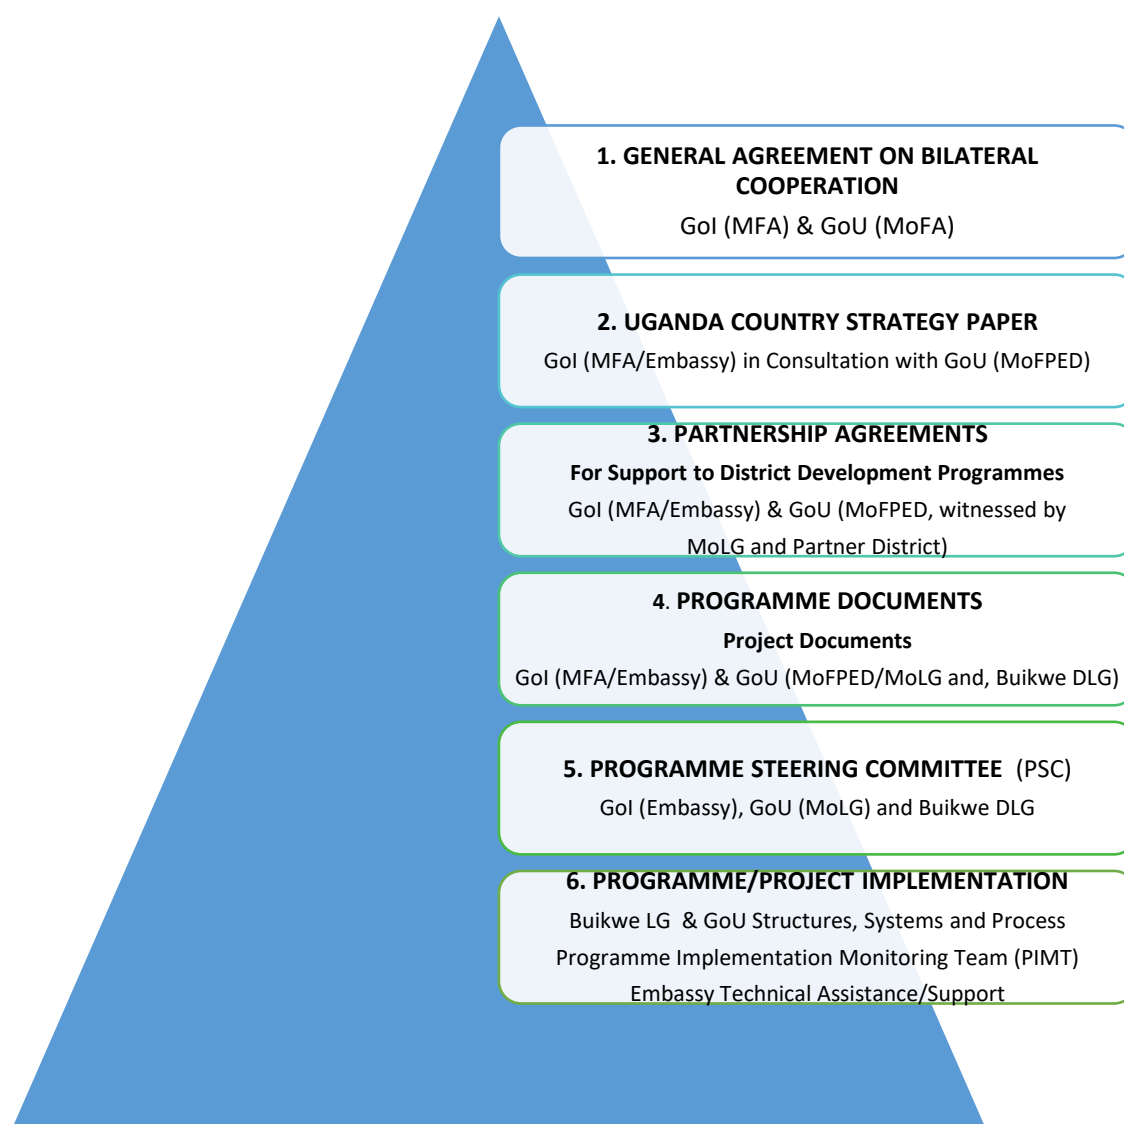 1. GENERAL AGREEMENT ON BILATERAL
COOPERATION
GoI (MFA) & GoU (MoFA)
2. UGANDA COUNTRY STRATEGY PAPER
GoI (MFA/Embassy) in Consultation with GoU (MoFPED)
3. PARTNERSHIP AGREEMENTS
For Support to District Development Programmes
GoI (MFA/Embassy) & GoU (MoFPED, witnessed by
MoLG and Partner District)
4. PROGRAMME DOCUMENTS
Project Documents
GoI (MFA/Embassy) & GoU (MoFPED/MoLG and, Buikwe DLG)
5. PROGRAMME STEERING COMMITTEE (PSC)
GoI (Embassy), GoU (MoLG) and Buikwe DLG
6. PROGRAMME/PROJECT IMPLEMENTATION
Buikwe LG & GoU Structures, Systems and Process
Programme Implementation Monitoring Team (PIMT)
Embassy Technical Assistance/Support